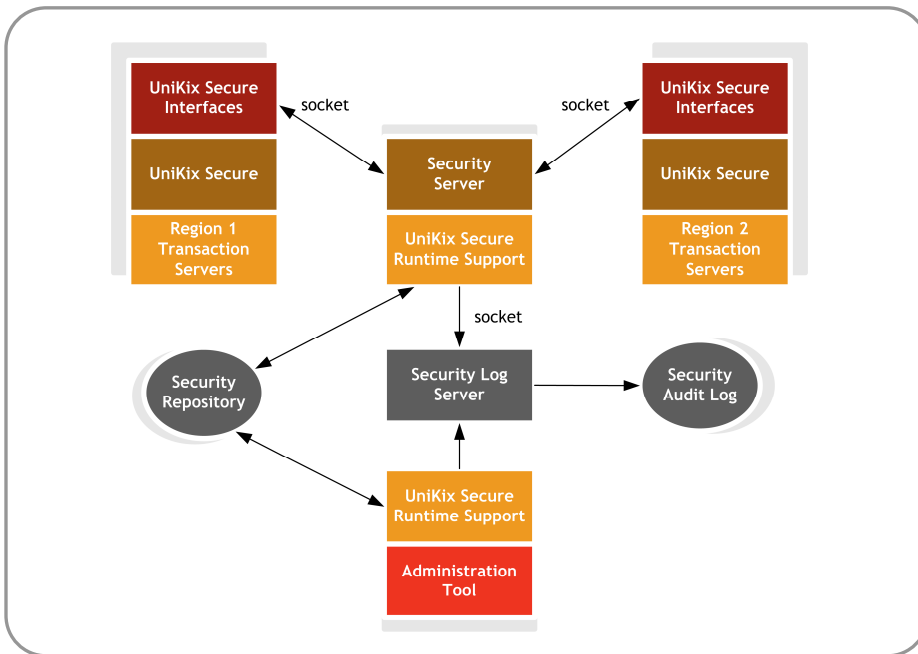 UniKix Secure
Interfaces
UniKix Secure
Region 1
Transaction
Servers
socket
socket
Security
Server
UniKix Secure
Runtime Support
UniKix Secure
Interfaces
UniKix Secure
Region 2
Transaction
Servers
socket
Security
Repository
Security Log
Server
Security
Audit Log
UniKix Secure
Runtime Support
Administration
Tool